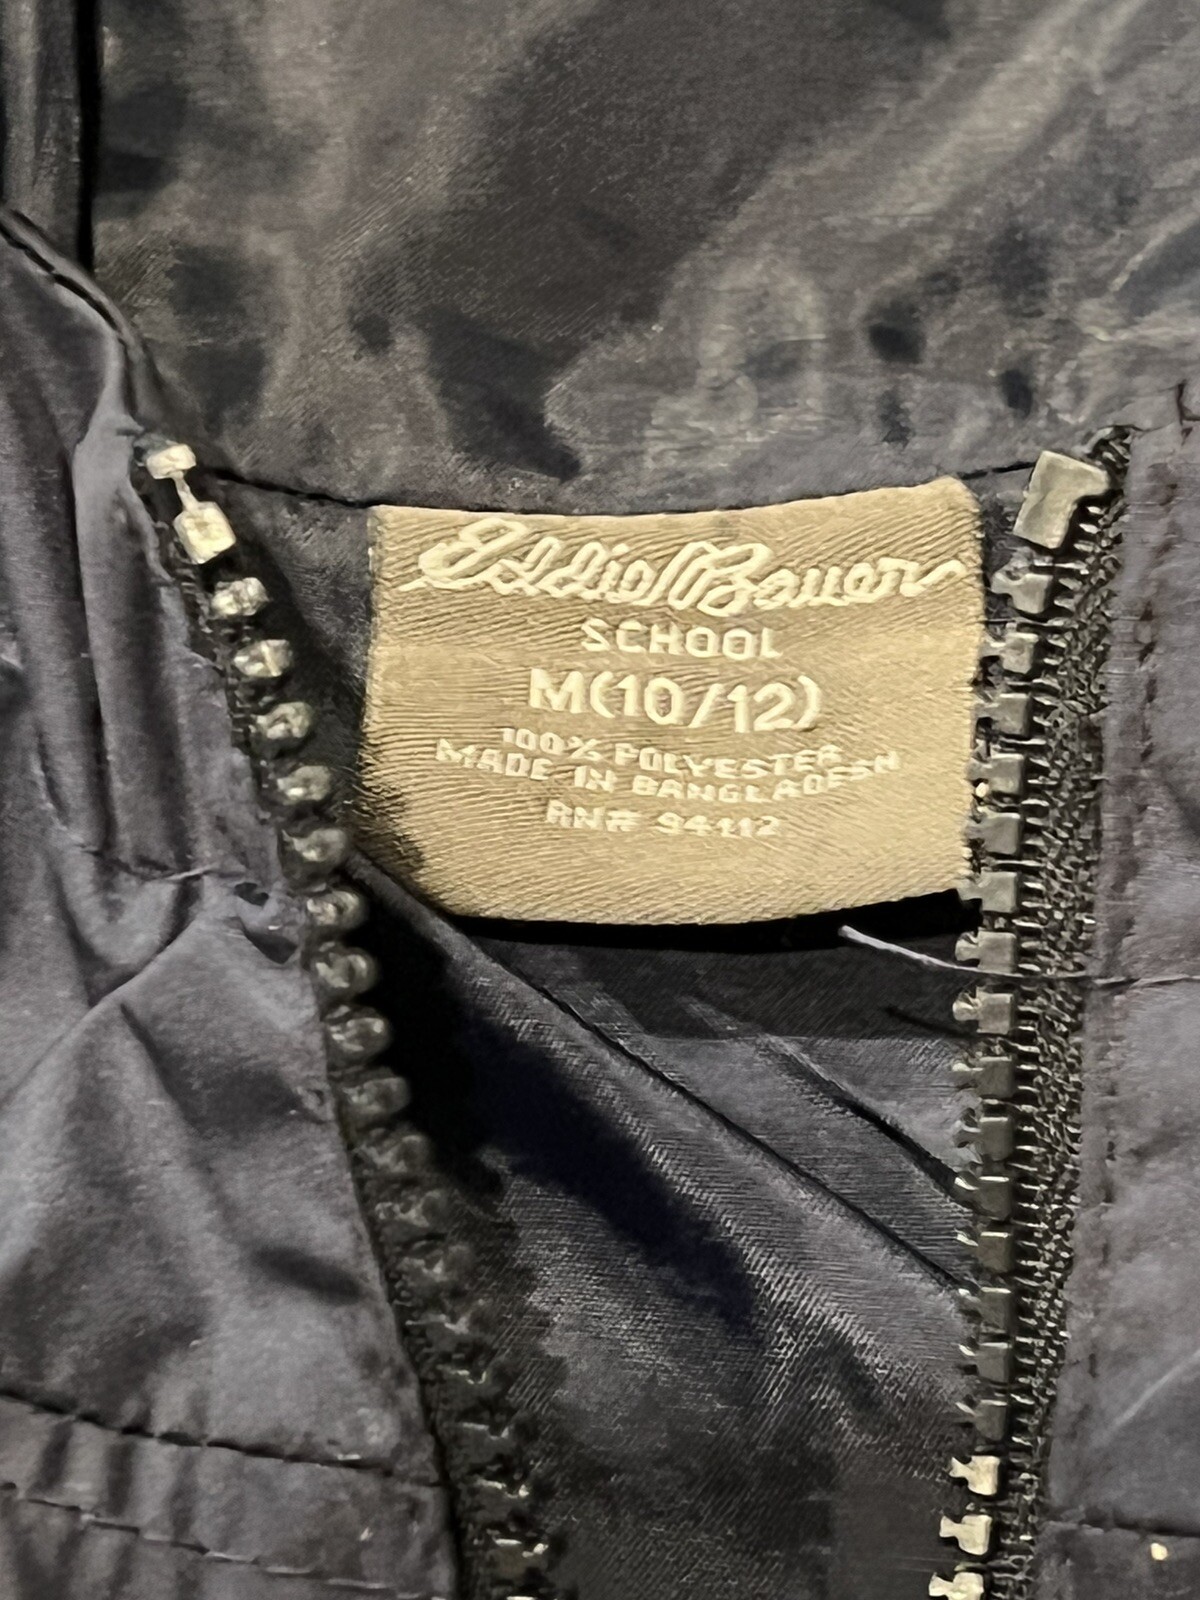 Eddie Bauer
SCHOOL
M(10/12)
100% POLYESTER
MADE IN BANGLADESH
RN# 94112